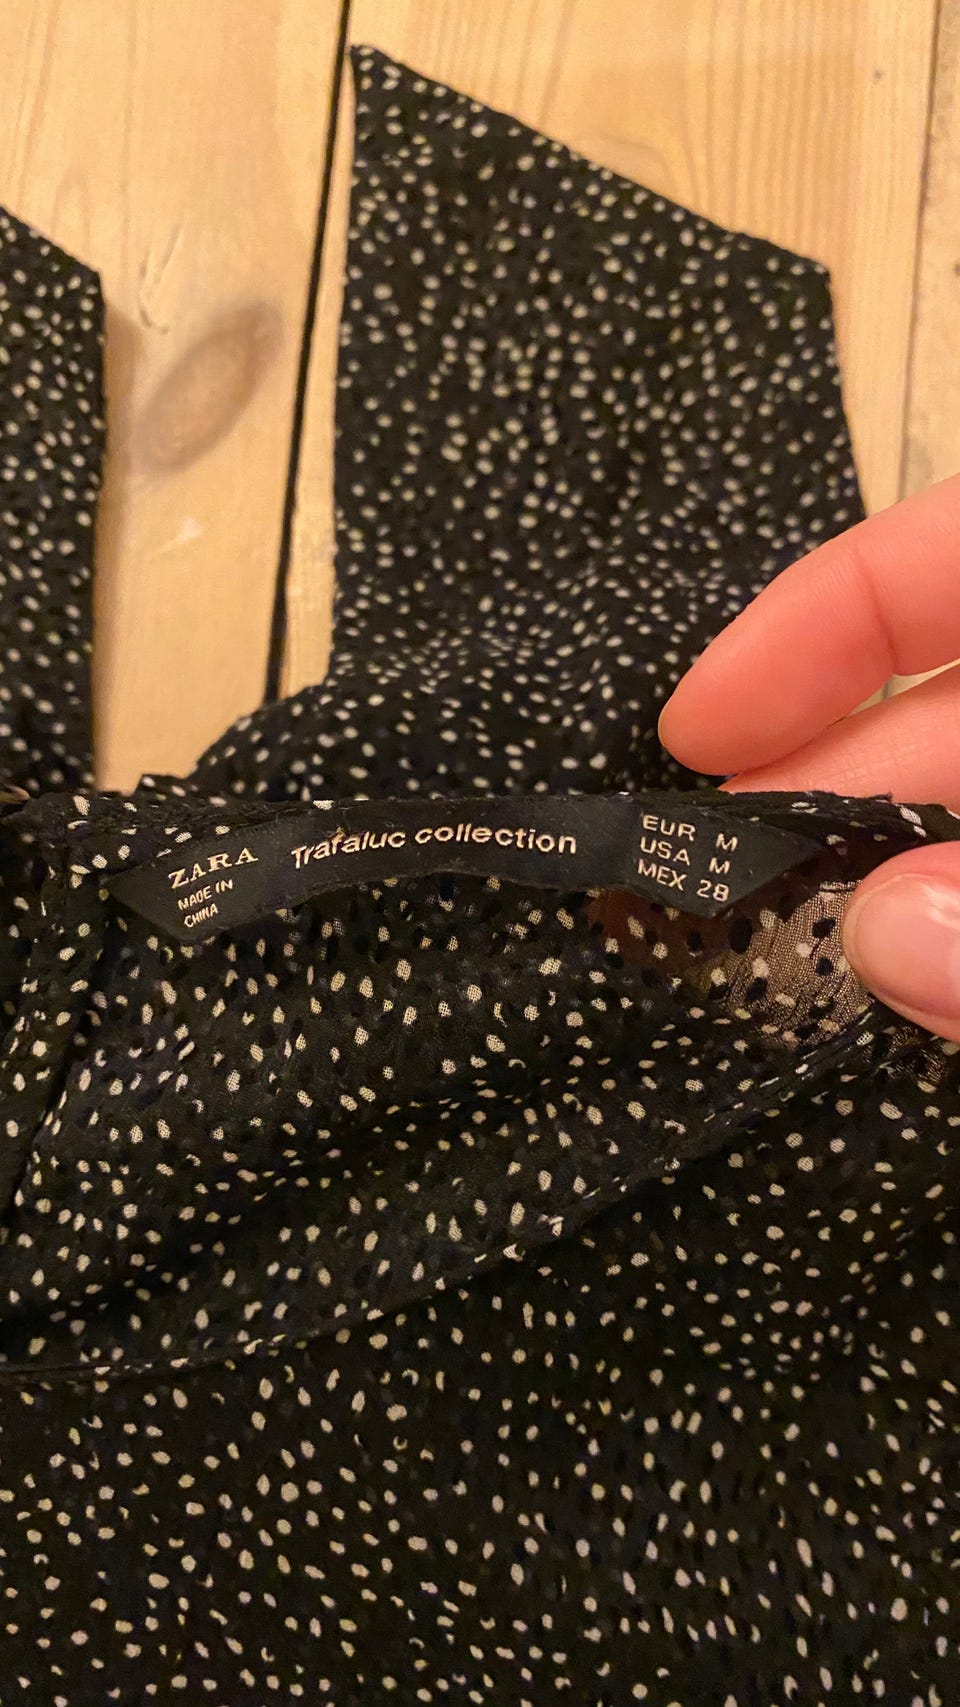 ZARA
MADE IN
CHINA
Trafaluc collection
EUR M
USA M
MEX 28